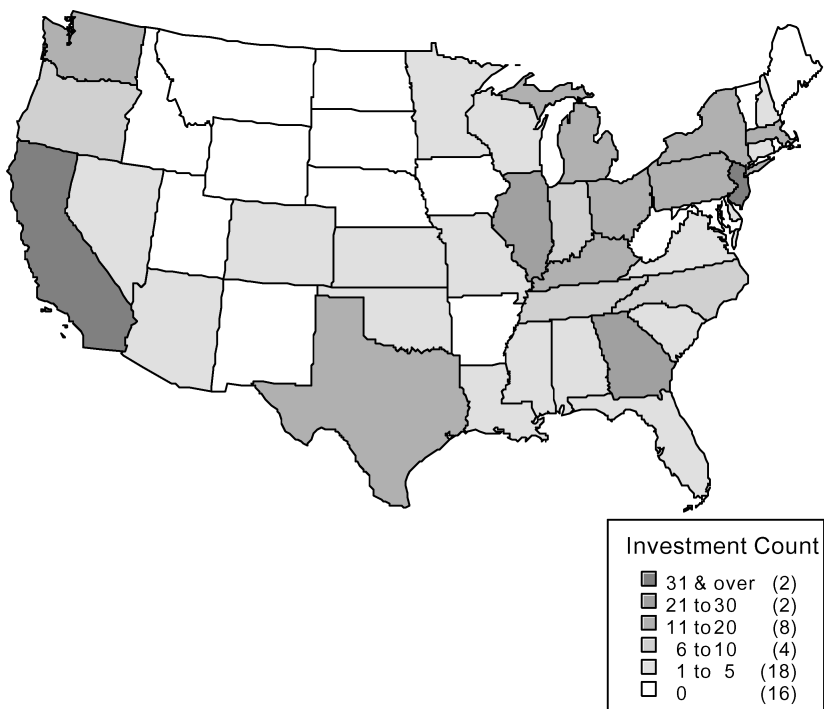 Investment Count
31 & over (2)
21 to 30 (2)
11 to 20 (8)
6 to 10 (4)
1 to 5 (18)
0 (16)